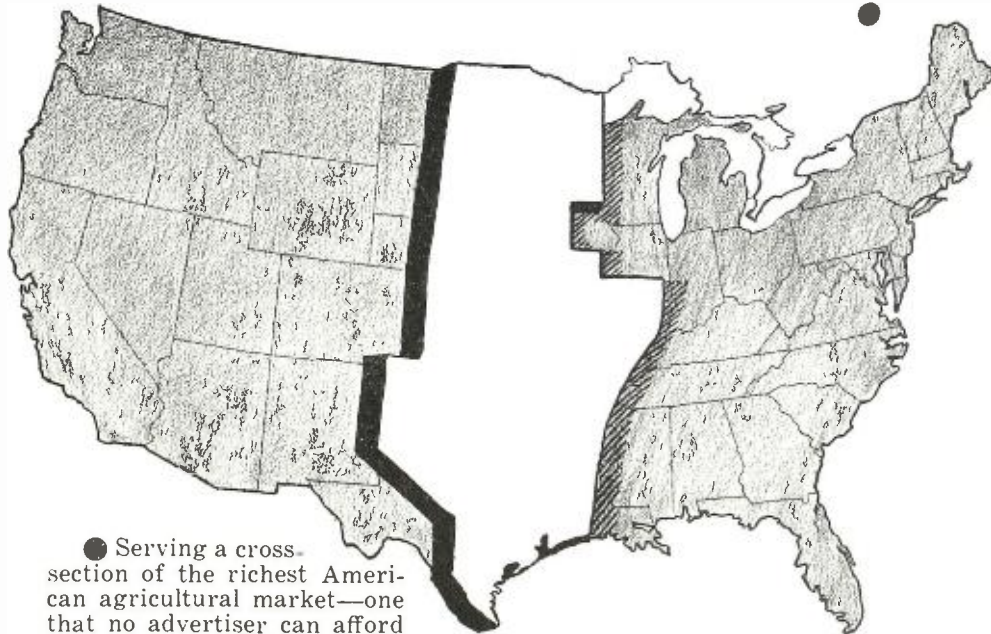 ● Serving a cross-
section of the richest Ameri-
can agricultural market—one
that no advertiser can afford